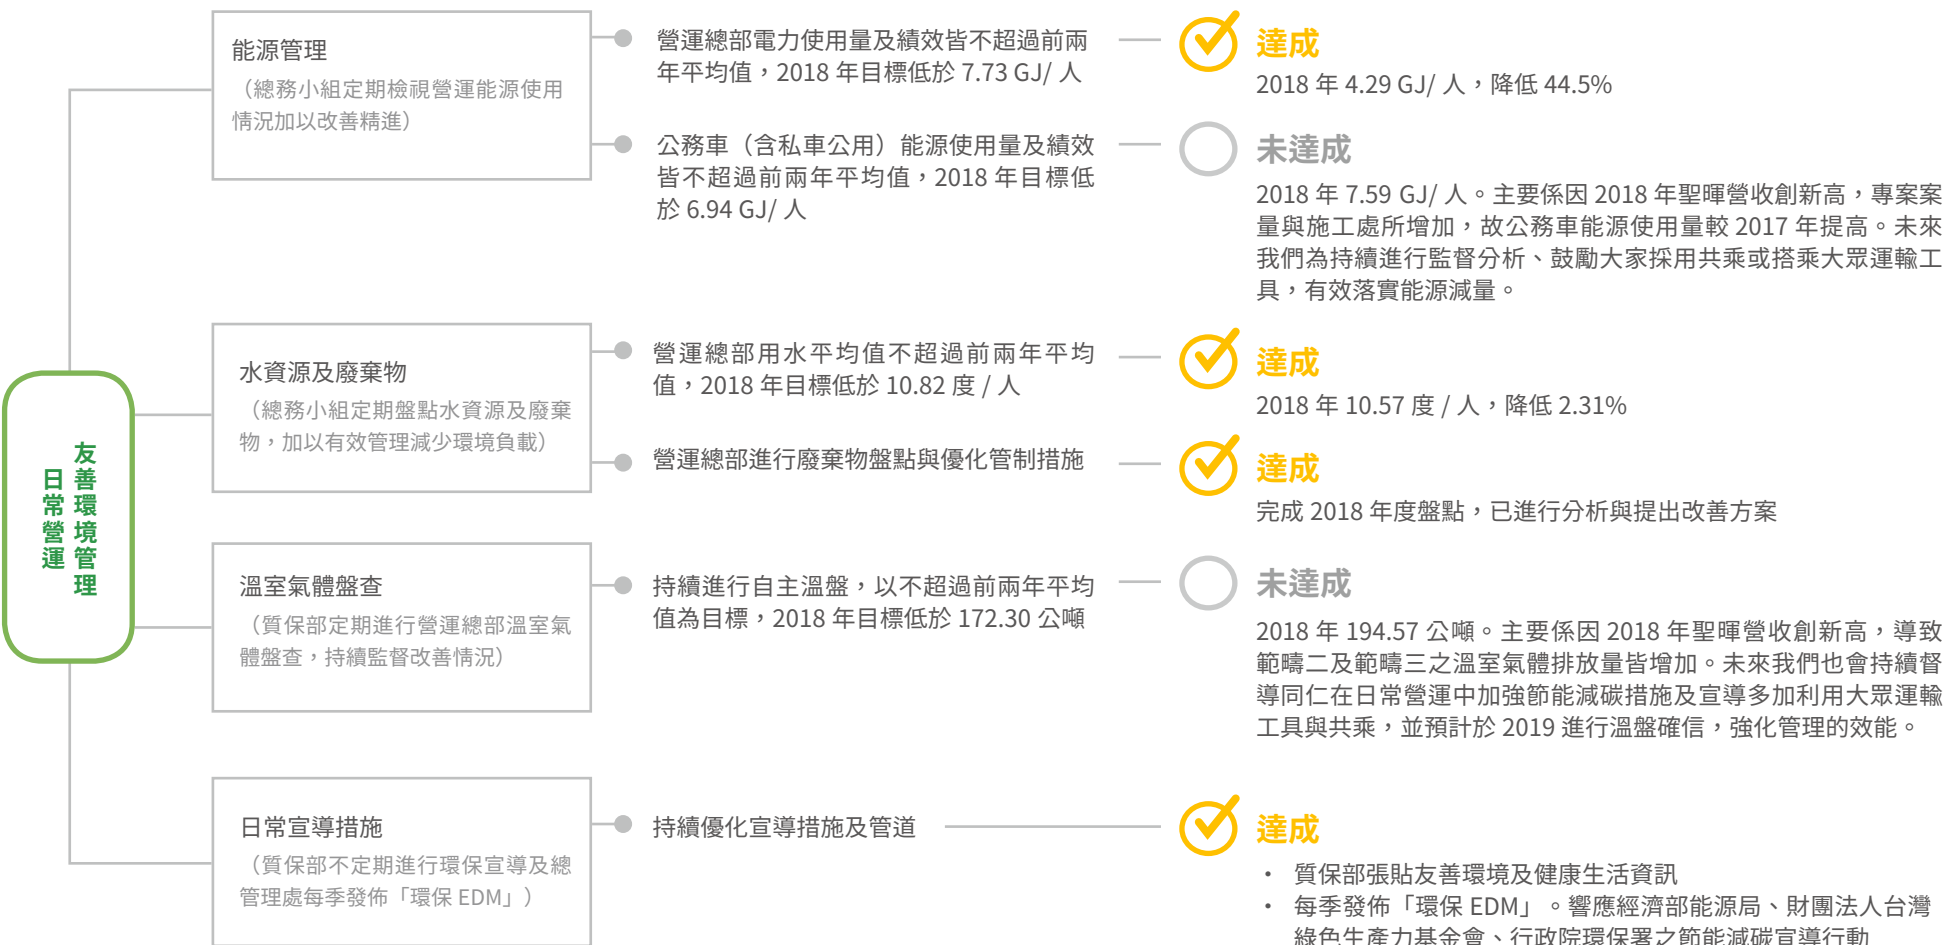 友善環境管理
日常營運
能源管理
（總務小組定期檢視營運能源使用
情況加以改善精進）
營運總部電力使用量及績效皆不超過前兩
年平均值，2018 年目標低於 7.73 GJ/ 人
達成
2018 年 4.29 GJ/ 人，降低 44.5%
公務車（含私車公用）能源使用量及績效
皆不超過前兩年平均值，2018 年目標低
於 6.94 GJ/ 人
未達成
2018 年 7.59 GJ/ 人。主要係因 2018 年聖暉營收創新高，專案案
量與施工處所增加，故公務車能源使用量較 2017 年提高。未來
我們為持續進行監督分析、鼓勵大家採用共乘或搭乘大眾運輸工
具，有效落實能源減量。
水資源及廢棄物
（總務小組定期盤點水資源及廢棄
物，加以有效管理減少環境負載）
營運總部用水平均值不超過前兩年平均
值，2018 年目標低於 10.82 度 / 人
達成
2018 年 10.57 度 / 人，降低 2.31%
營運總部進行廢棄物盤點與優化管制措施
達成
完成 2018 年度盤點，已進行分析與提出改善方案
溫室氣體盤查
（質保部定期進行營運總部溫室氣
體盤查，持續監督改善情況）
持續進行自主溫盤，以不超過前兩年平均
值為目標，2018 年目標低於 172.30 公噸
未達成
2018 年 194.57 公噸。主要係因 2018 年聖暉營收創新高，導致
範疇二及範疇三之溫室氣體排放量皆增加。未來我們也會持續督
導同仁在日常營運中加強節能減碳措施及宣導多加利用大眾運輸
工具與共乘，並預計於 2019 進行溫盤確信，強化管理的效能。
日常宣導措施
（質保部不定期進行環保宣導及總
管理處每季發佈「環保 EDM」）
持續優化宣導措施及管道
達成
・ 質保部張貼友善環境及健康生活資訊
・ 每季發佈「環保 EDM」。響應經濟部能源局、財團法人台灣
綠色生產力基金會、行政院環保署之節能減碳宣導行動